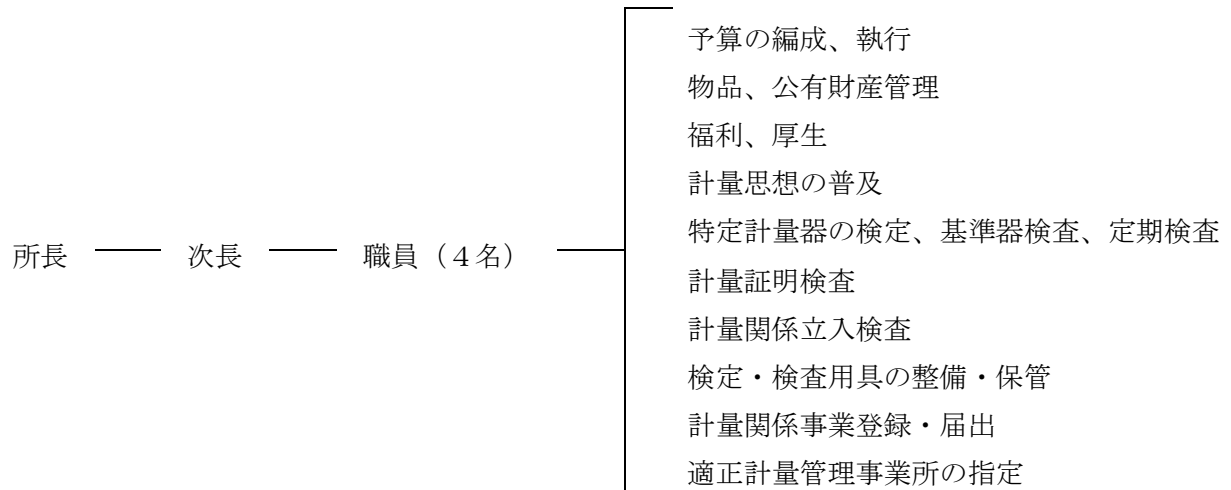 予算の編成、執行
物品、公有財産管理
福利、厚生
計量思想の普及
特定計量器の検定、基準器検査、定期検査
所長 次長 職員（４名）
計量証明検査
計量関係立入検査
検定・検査用具の整備・保管
計量関係事業登録・届出
適正計量管理事業所の指定